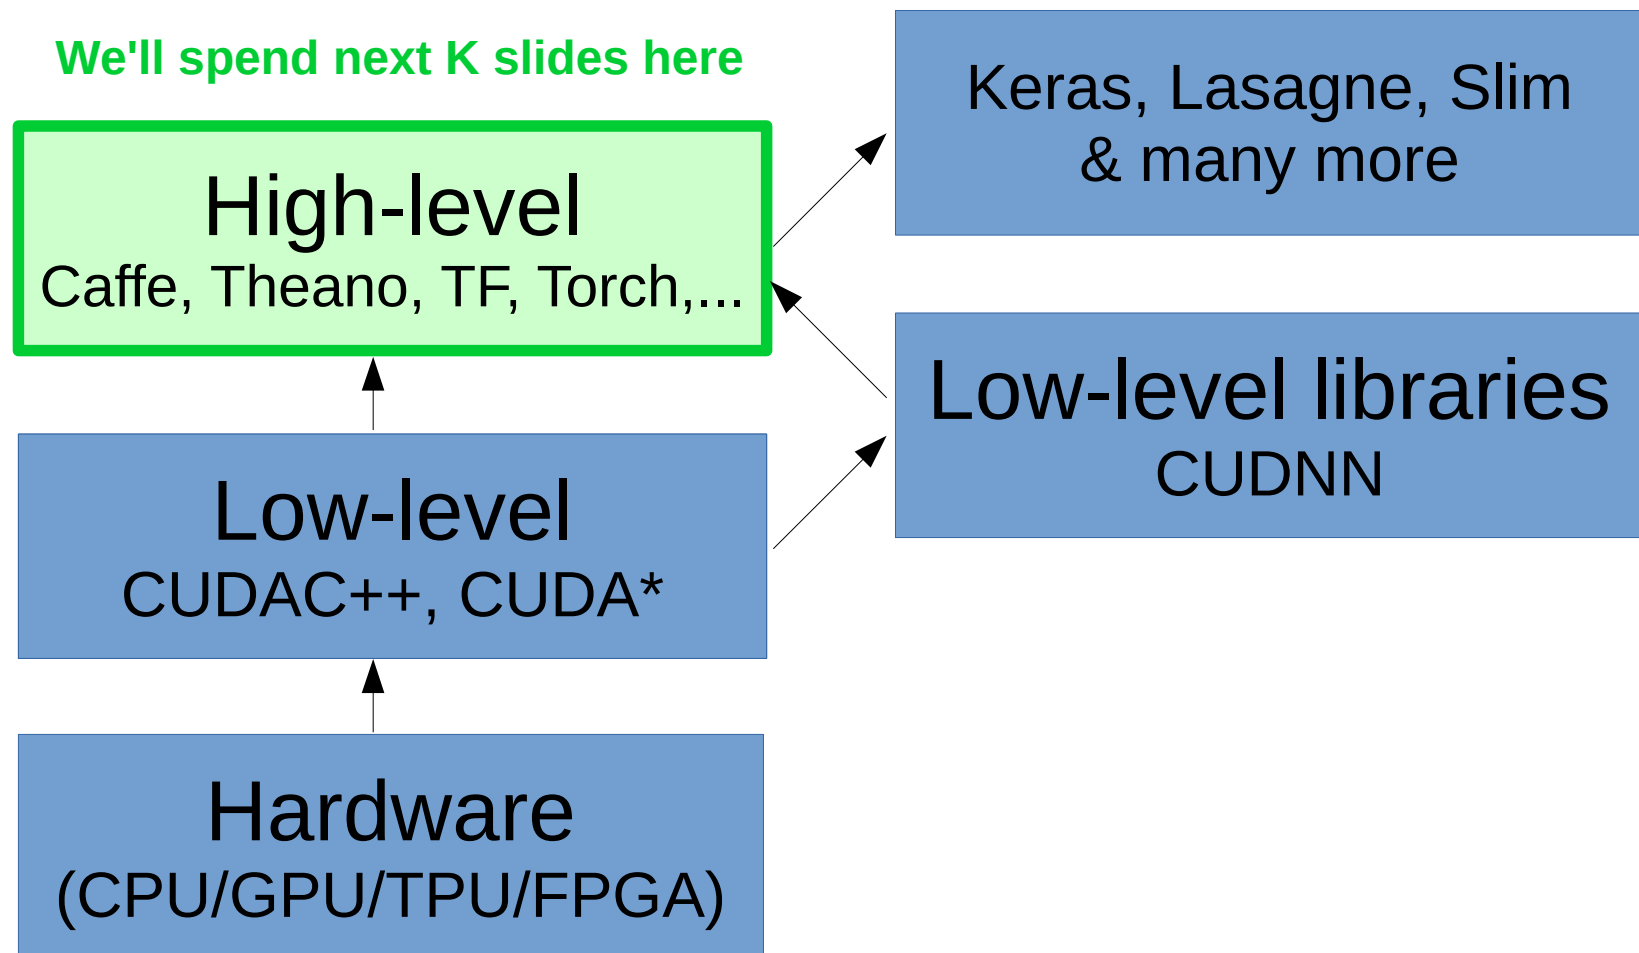 We'll spend next K slides here
High-level
Caffe, Theano, TF, Torch,...
Keras, Lasagne, Slim
& many more
Low-level libraries
CUDNN
Low-level
CUDAC++, CUDA*
Hardware
(CPU/GPU/TPU/FPGA)